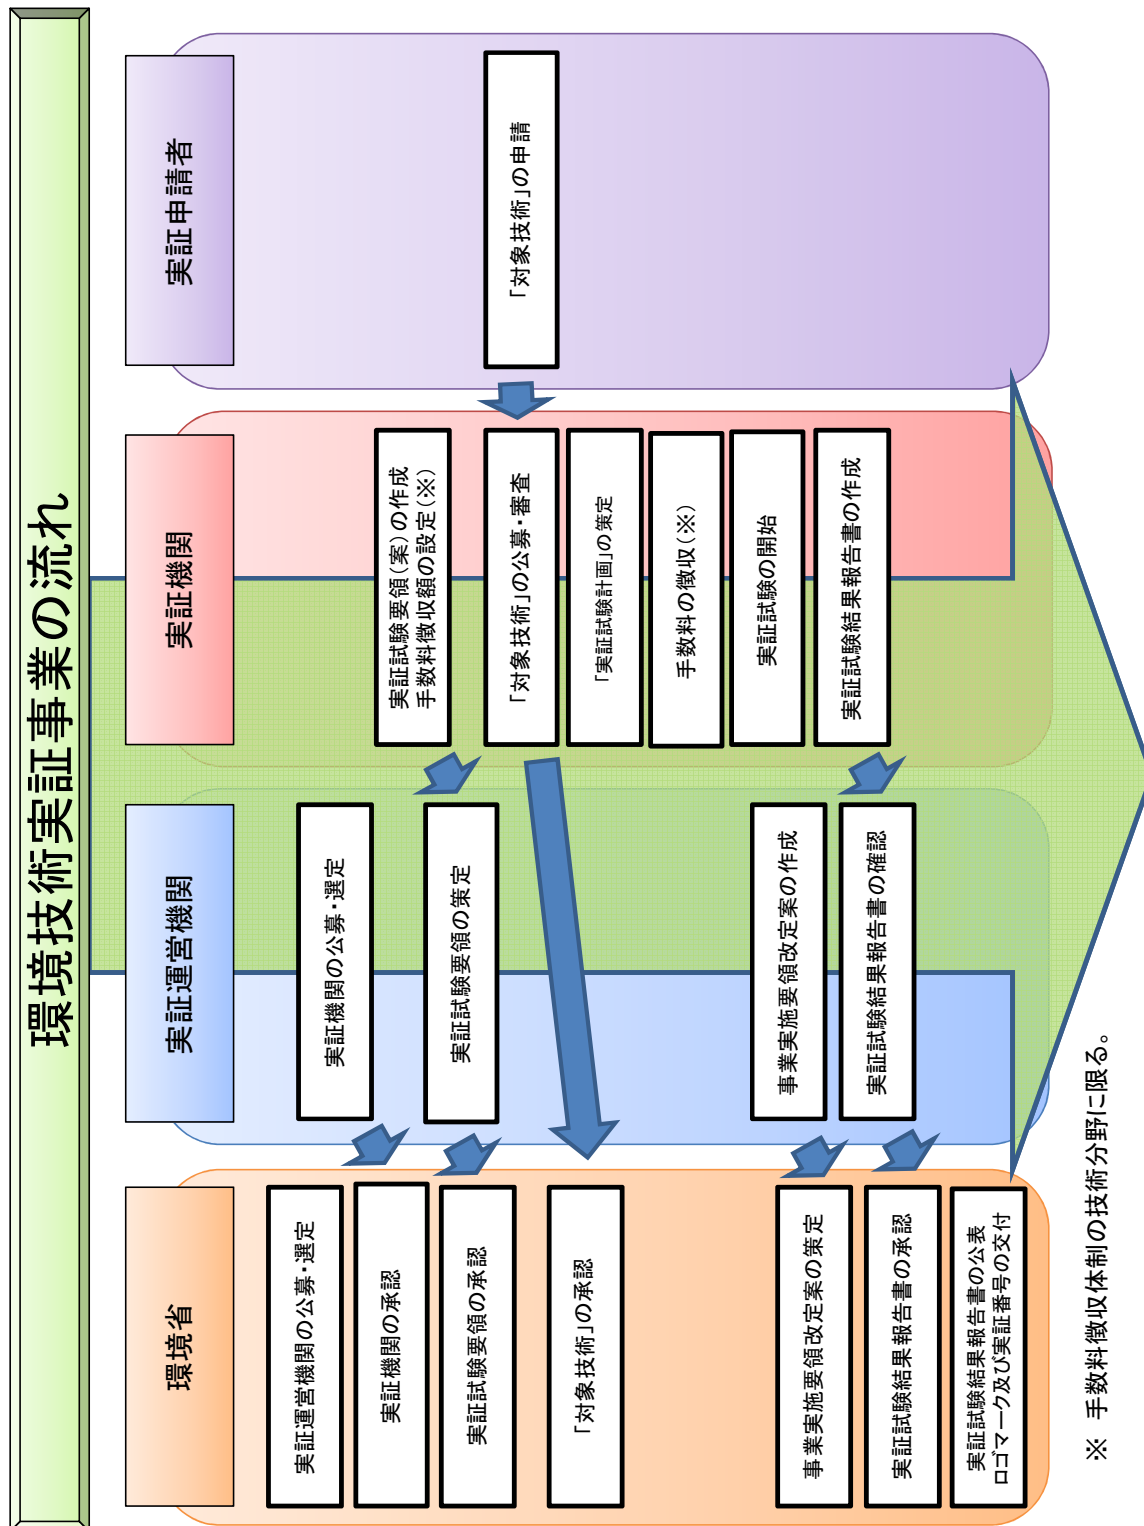 環境技術実証事業の流れ
環境省
実証運営機関の公募・選定
実証機関の承認
実証試験要領の承認
「対象技術」の承認
事業実施要領改定案の策定
実証試験結果報告書の承認
実証試験結果報告書の公表
ロゴマーク及び実証番号の交付
実証運営機関
実証機関の公募・選定
実証試験要領の策定
事業実施要領改定案の作成
実証試験結果報告書の確認
実証機関
実証試験要領(案)の作成
手数料徴収額の設定(※)
「対象技術」の公募・審査
「実証試験計画」の策定
手数料の徴収(※)
実証試験の開始
実証試験結果報告書の作成
実証申請者
「対象技術」の申請
※ 手数料徴収体制の技術分野に限る。